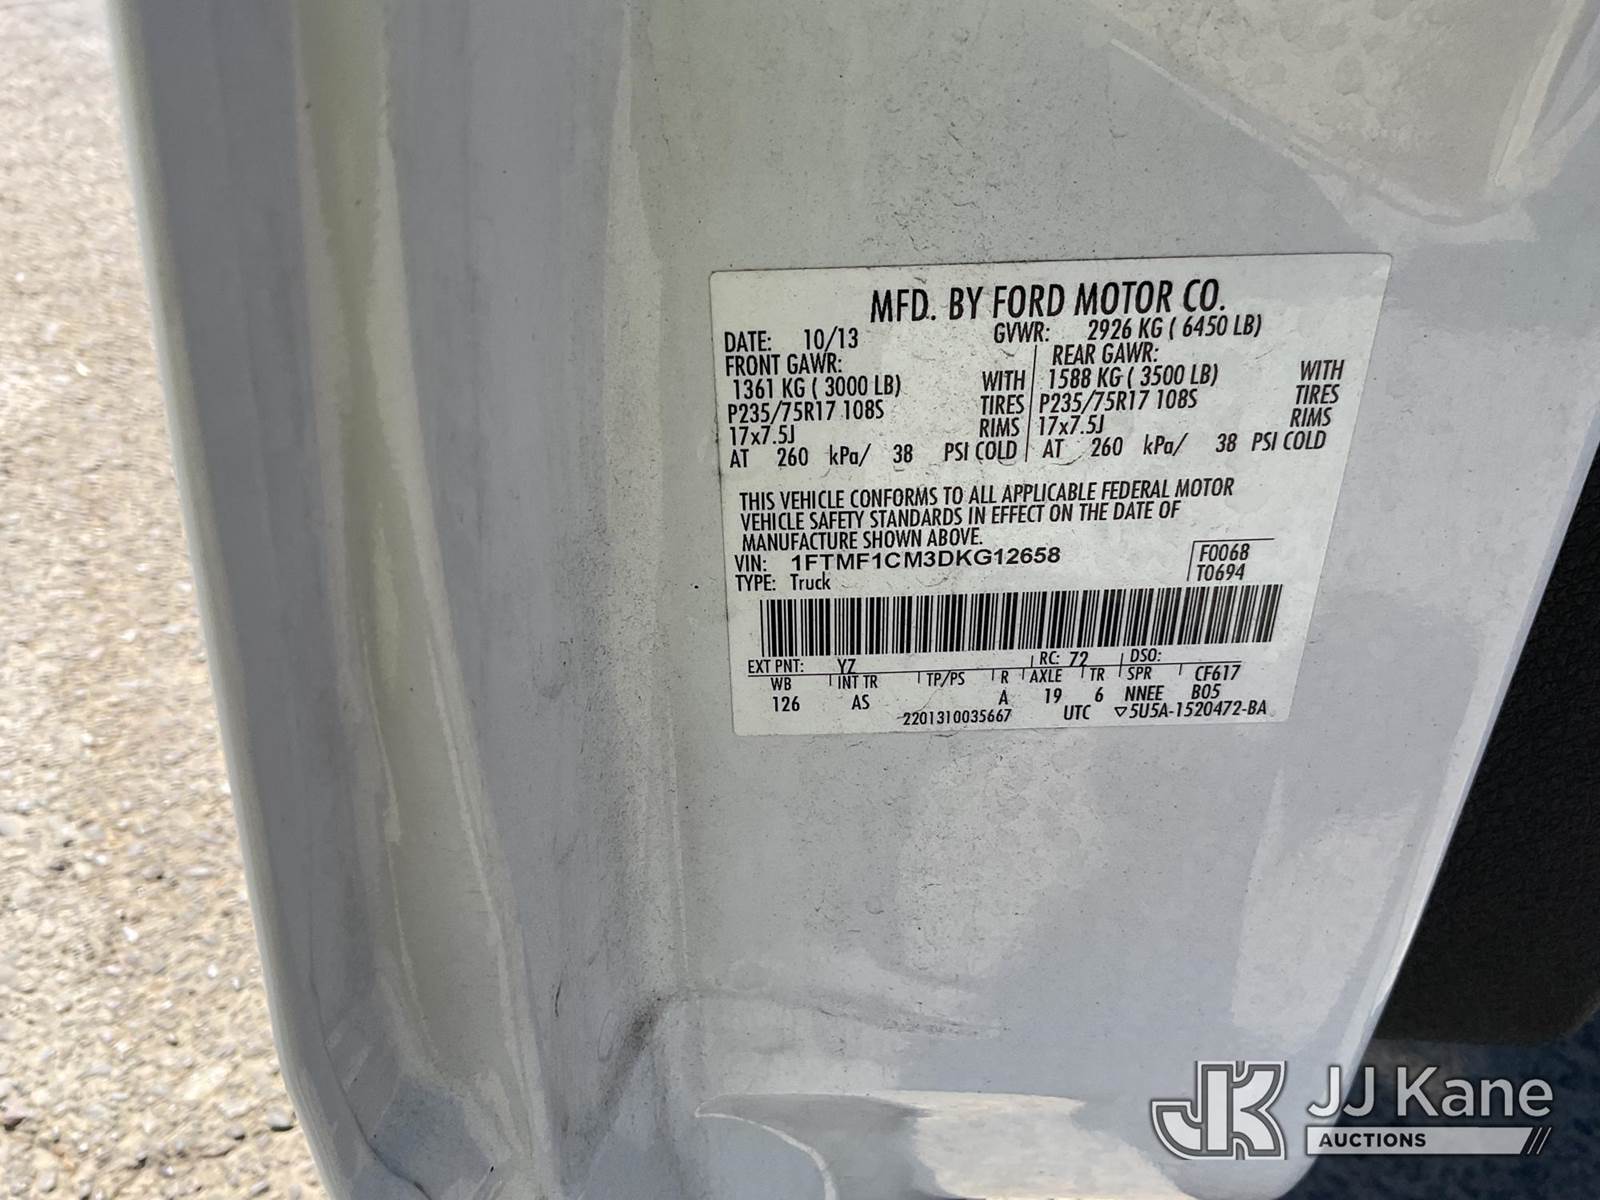 MFD. BY FORD MOTOR CO.
DATE: 10/13 GVWR: 2926 KG ( 6450 LB)
FRONT GAWR: REAR GAWR:
1361 KG ( 3000 LB) WITH 1588 KG ( 3500 LB) WITH
P235/75R17 108S TIRES P235/75R17 108S TIRES
17x7.5J RIMS 17x7.5J RIMS
AT 260 kPa/ 38 PSI COLD AT 260 kPa/ 38 PSI COLD
THIS VEHICLE CONFORMS TO ALL APPLICABLE FEDERAL MOTOR
VEHICLE SAFETY STANDARDS IN EFFECT ON THE DATE OF
MANUFACTURE SHOWN ABOVE.
VIN: 1FTMF1CM3DKG12658 F0068
TYPE: Truck T0694
EXT PNT: YZ RC: 72 DSO:
WB INT TR TP/PS R AXLE TR SPR CF617
126 AS A 19 6 NNEE B05
2201310035667 UTC ▽5U5A-1520472-BA
JK JJ Kane
AUCTIONS